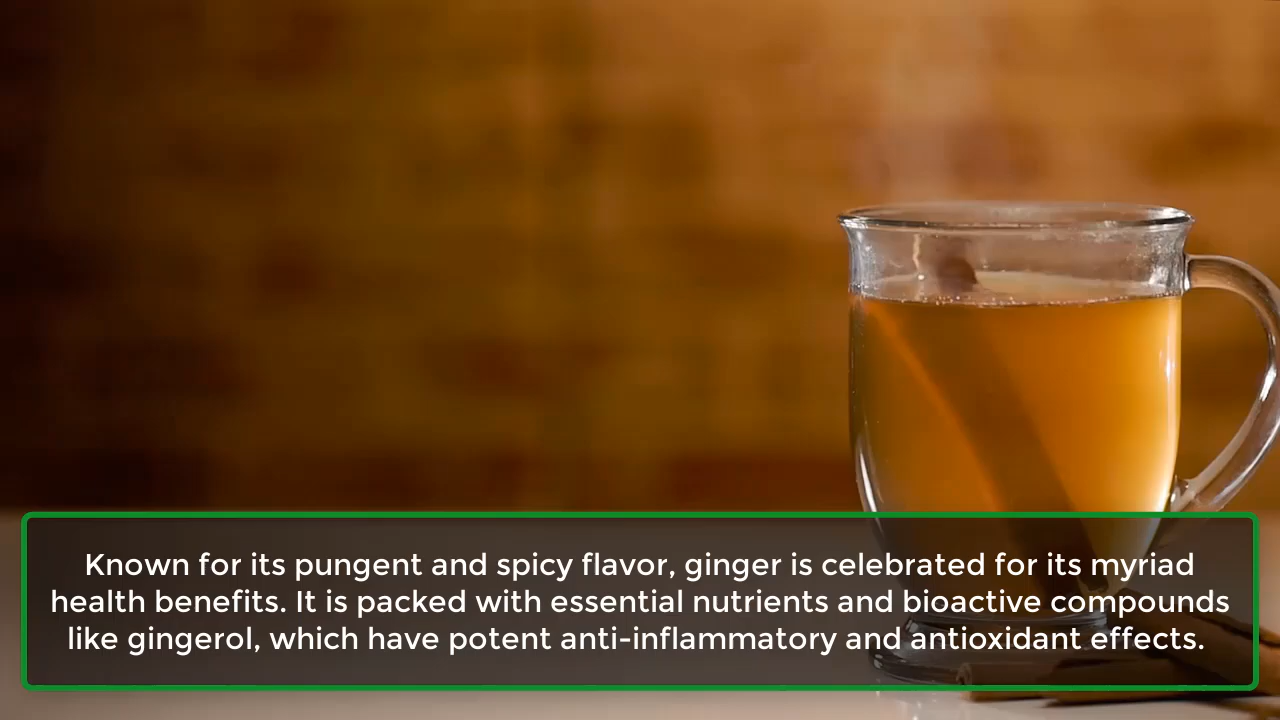 Known for its pungent and spicy flavor, ginger is celebrated for its myriad
health benefits. It is packed with essential nutrients and bioactive compounds
like gingerol, which have potent anti-inflammatory and antioxidant effects.